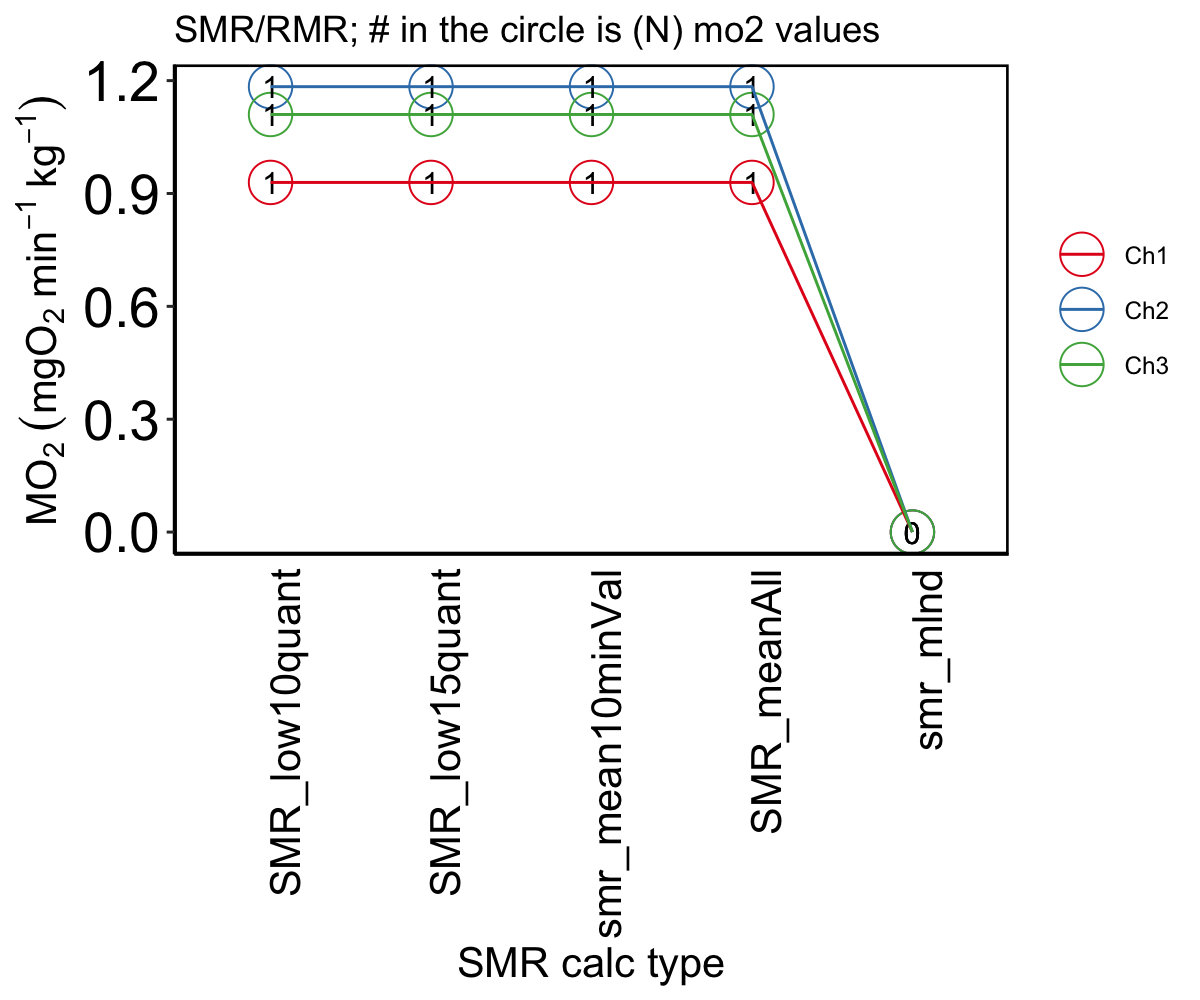 SMR/RMR; # in the circle is (N) mo2 values
MO₂ (mgO₂ min⁻¹ kg⁻¹)
1.2
0.9
0.6
0.3
0.0
1 1 1 1
1 1 1 1
1 1 1 1
0
Ch1
Ch2
Ch3
SMR_low10quant
SMR_low15quant
smr_mean10minVal
SMR_meanAll
smr_mlnd
SMR calc type